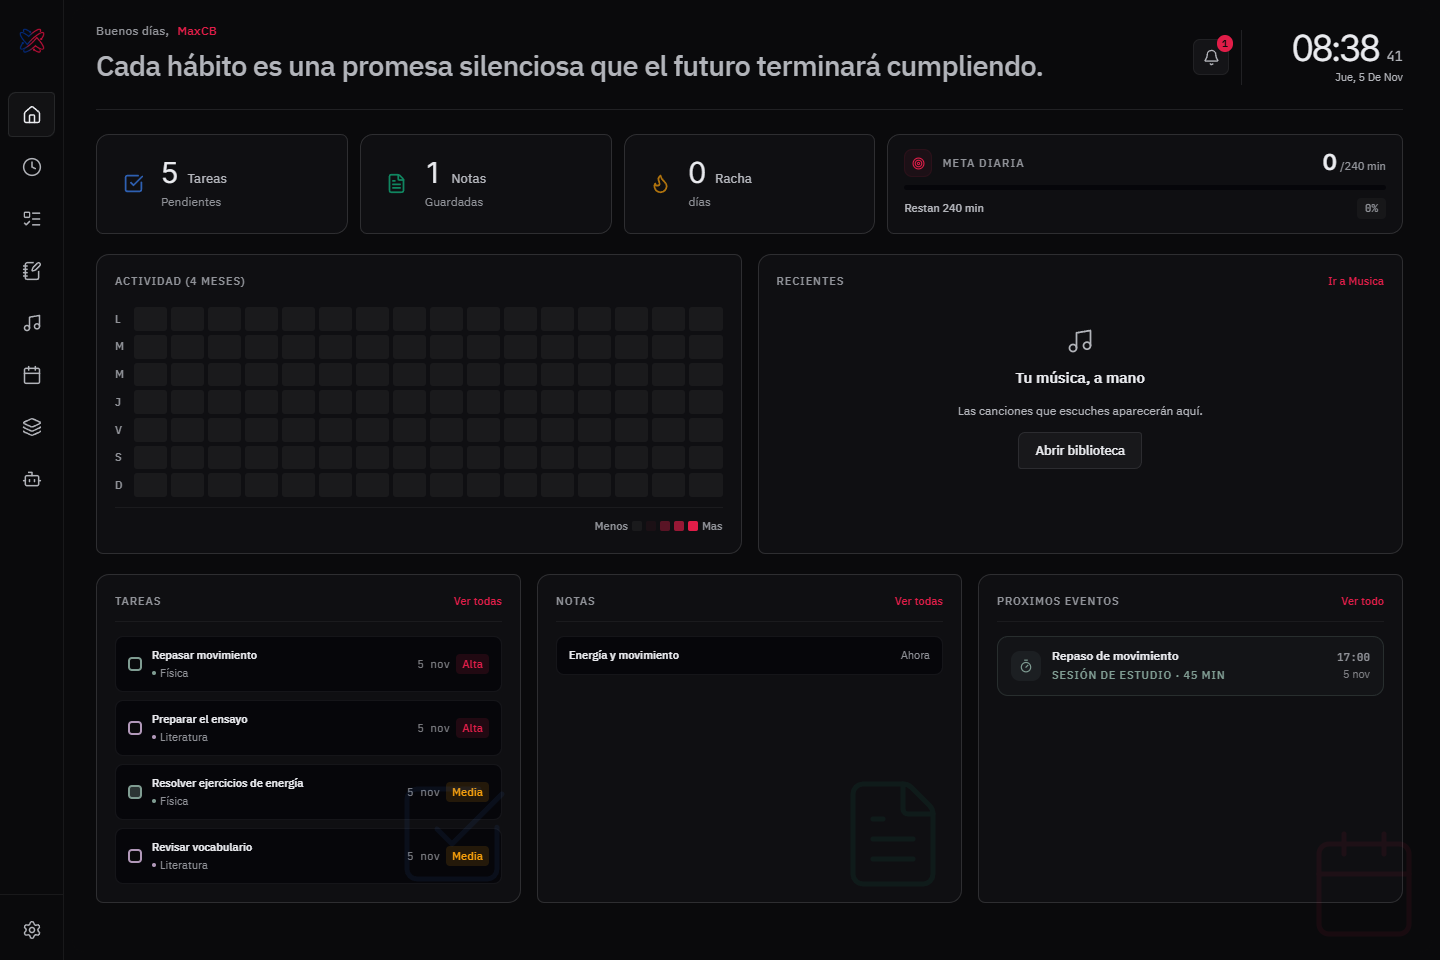 Buenos días, MaxCB
Cada hábito es una promesa silenciosa que el futuro terminará cumpliendo.
1
08:38 41
Jue, 5 De Nov
5 Tareas
Pendientes
1 Notas
Guardadas
0 Racha
días
META DIARIA
0 /240 min
Restan 240 min
0%
ACTIVIDAD (4 MESES)
L
M
M
J
V
S
D
Menos
Mas
RECIENTES
Ir a Musica
Tu música, a mano
Las canciones que escuches aparecerán aquí.
Abrir biblioteca
TAREAS
Ver todas
Repasar movimiento
• Física
5 nov Alta
Preparar el ensayo
• Literatura
5 nov Alta
Resolver ejercicios de energía
• Física
5 nov Media
Revisar vocabulario
• Literatura
5 nov Media
NOTAS
Ver todas
Energía y movimiento
Ahora
PROXIMOS EVENTOS
Ver todo
Repaso de movimiento
17:00
SESIÓN DE ESTUDIO · 45 MIN
5 nov